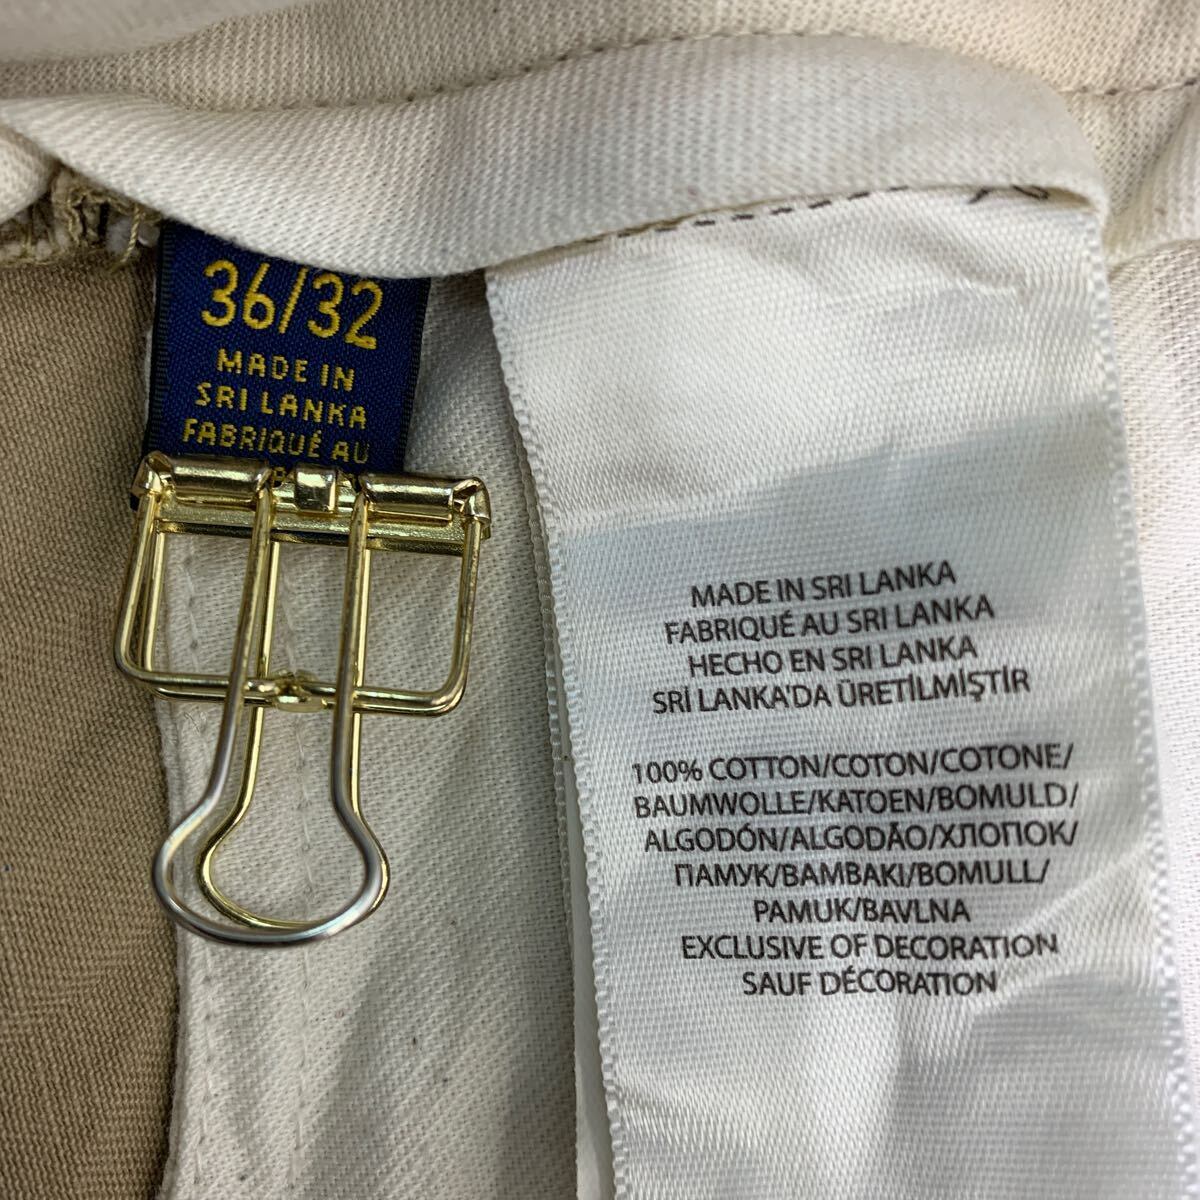 36/32
MADE IN
SRI LANKA
FABRIQUÉ AU
MADE IN SRI LANKA
FABRIQUÉ AU SRI LANKA
HECHO EN SRI LANKA
SRİ LANKA'DA ÜRETİLMİŞTİR
100% COTTON/COTON/COTONE/
BAUMWOLLE/KATOEN/BOMULD/
ALGODÓN/ALGODÃO/ХЛОПОК/
ПАМУК/BAMBAKI/BOMULL/
PAMUK/BAVLNA
EXCLUSIVE OF DECORATION
SAUF DÉCORATION